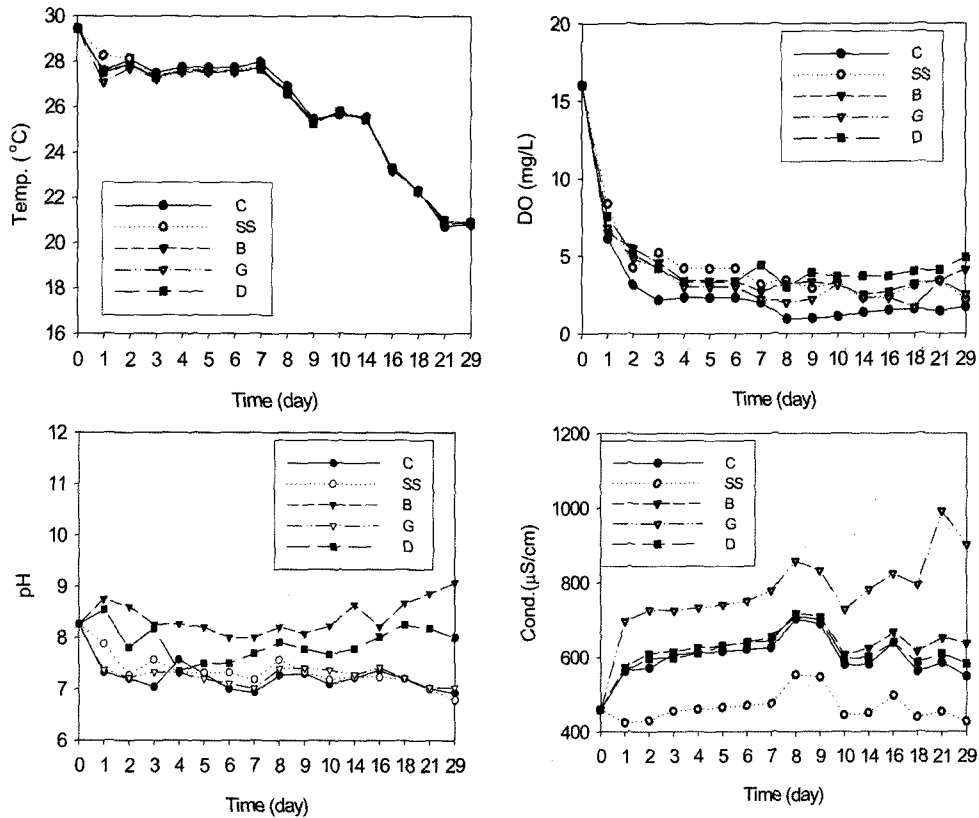 30
28
26
24
22
20
18
16
Temp. (°C)
C
SS
B
G
D
0 1 2 3 4 5 6 7 8 9 10 14 16 18 21 29
Time (day)
20
15
10
5
0
DO (mg/L)
C
SS
B
G
D
0 1 2 3 4 5 6 7 8 9 10 14 16 18 21 29
Time (day)
12
11
10
9
8
7
6
pH
C
SS
B
G
D
0 1 2 3 4 5 6 7 8 9 10 14 16 18 21 29
Time (day)
1200
1000
800
600
400
Cond.(µS/cm)
C
SS
B
G
D
0 1 2 3 4 5 6 7 8 9 10 14 16 18 21 29
Time (day)